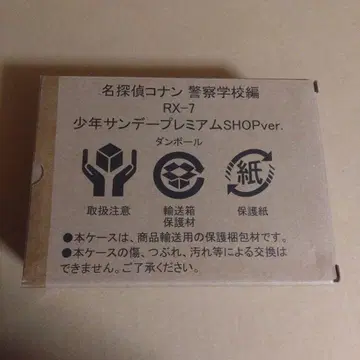 名探偵コナン 警察学校編
RX-7
少年サンデープレミアムSHOPver.
ダンボール
紙
取扱注意
輸送箱
保護材
保護紙
●本ケースは、商品輸送用の保護梱包材です。
●本ケースの傷、つぶれ、汚れ等による交換は
できません。ご了承ください。